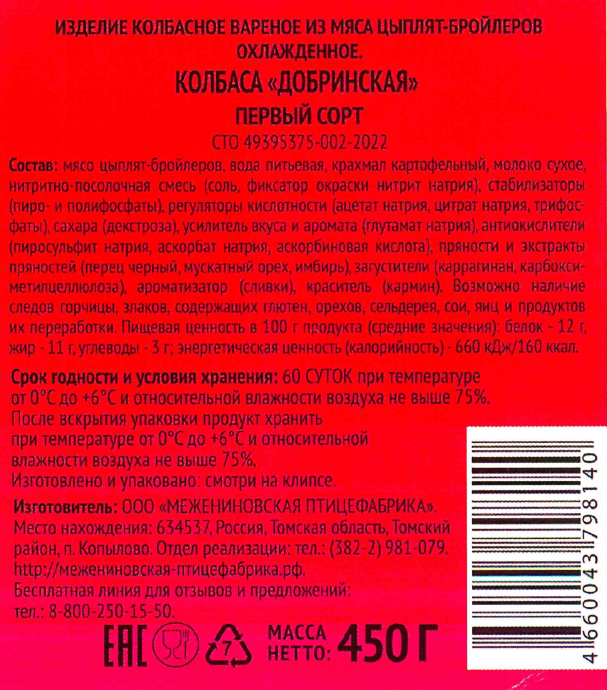 ИЗДЕЛИЕ КОЛБАСНОЕ ВАРЕНОЕ ИЗ МЯСА ЦЫПЛЯТ-БРОЙЛЕРОВ
ОХЛАЖДЕННОЕ.
КОЛБАСА «ДОБРИНСКАЯ»
ПЕРВЫЙ СОРТ
СТО 49395375-002-2022
Состав: мясо цыплят-бройлеров, вода питьевая, крахмал картофельный, молоко сухое,
нитритно-посолочная смесь (соль, фиксатор окраски нитрит натрия), стабилизаторы
(пиро- и полифосфаты), регуляторы кислотности (ацетат натрия, цитрат натрия, трифос-
фаты), сахара (декстроза), усилитель вкуса и аромата (глутамат натрия), антиокислители
(пиросульфит натрия, аскорбат натрия, аскорбиновая кислота), пряности и экстракты
пряностей (перец черный, мускатный орех, имбирь), загустители (каррагинан, карбокси-
метилцеллюлоза), ароматизатор (сливки), краситель (кармин). Возможно наличие
следов горчицы, злаков, содержащих глютен, орехов, сельдерея, сои, яиц и продуктов
их переработки. Пищевая ценность в 100 г продукта (средние значения): белок - 12 г,
жир - 11 г, углеводы - 3 г; энергетическая ценность (калорийность) - 660 кДж/160 ккал.
Срок годности и условия хранения: 60 СУТОК при температуре
от 0°С до +6°С и относительной влажности воздуха не выше 75%.
После вскрытия упаковки продукт хранить
при температуре от 0°С до +6°С и относительной
влажности воздуха не выше 75%.
Изготовлено и упаковано: смотри на клипсе.
Изготовитель: ООО «МЕЖЕНИНОВСКАЯ ПТИЦЕФАБРИКА».
Место нахождения: 634537, Россия, Томская область, Томский
район, п. Копылово. Отдел реализации: тел.: (382-2) 981-079.
http://межениновская-птицефабрика.рф.
Бесплатная линия для отзывов и предложений:
тел.: 8-800-250-15-50.
ЕАС 7 МАССА
НЕТТО: 450 Г
4 660043 798140